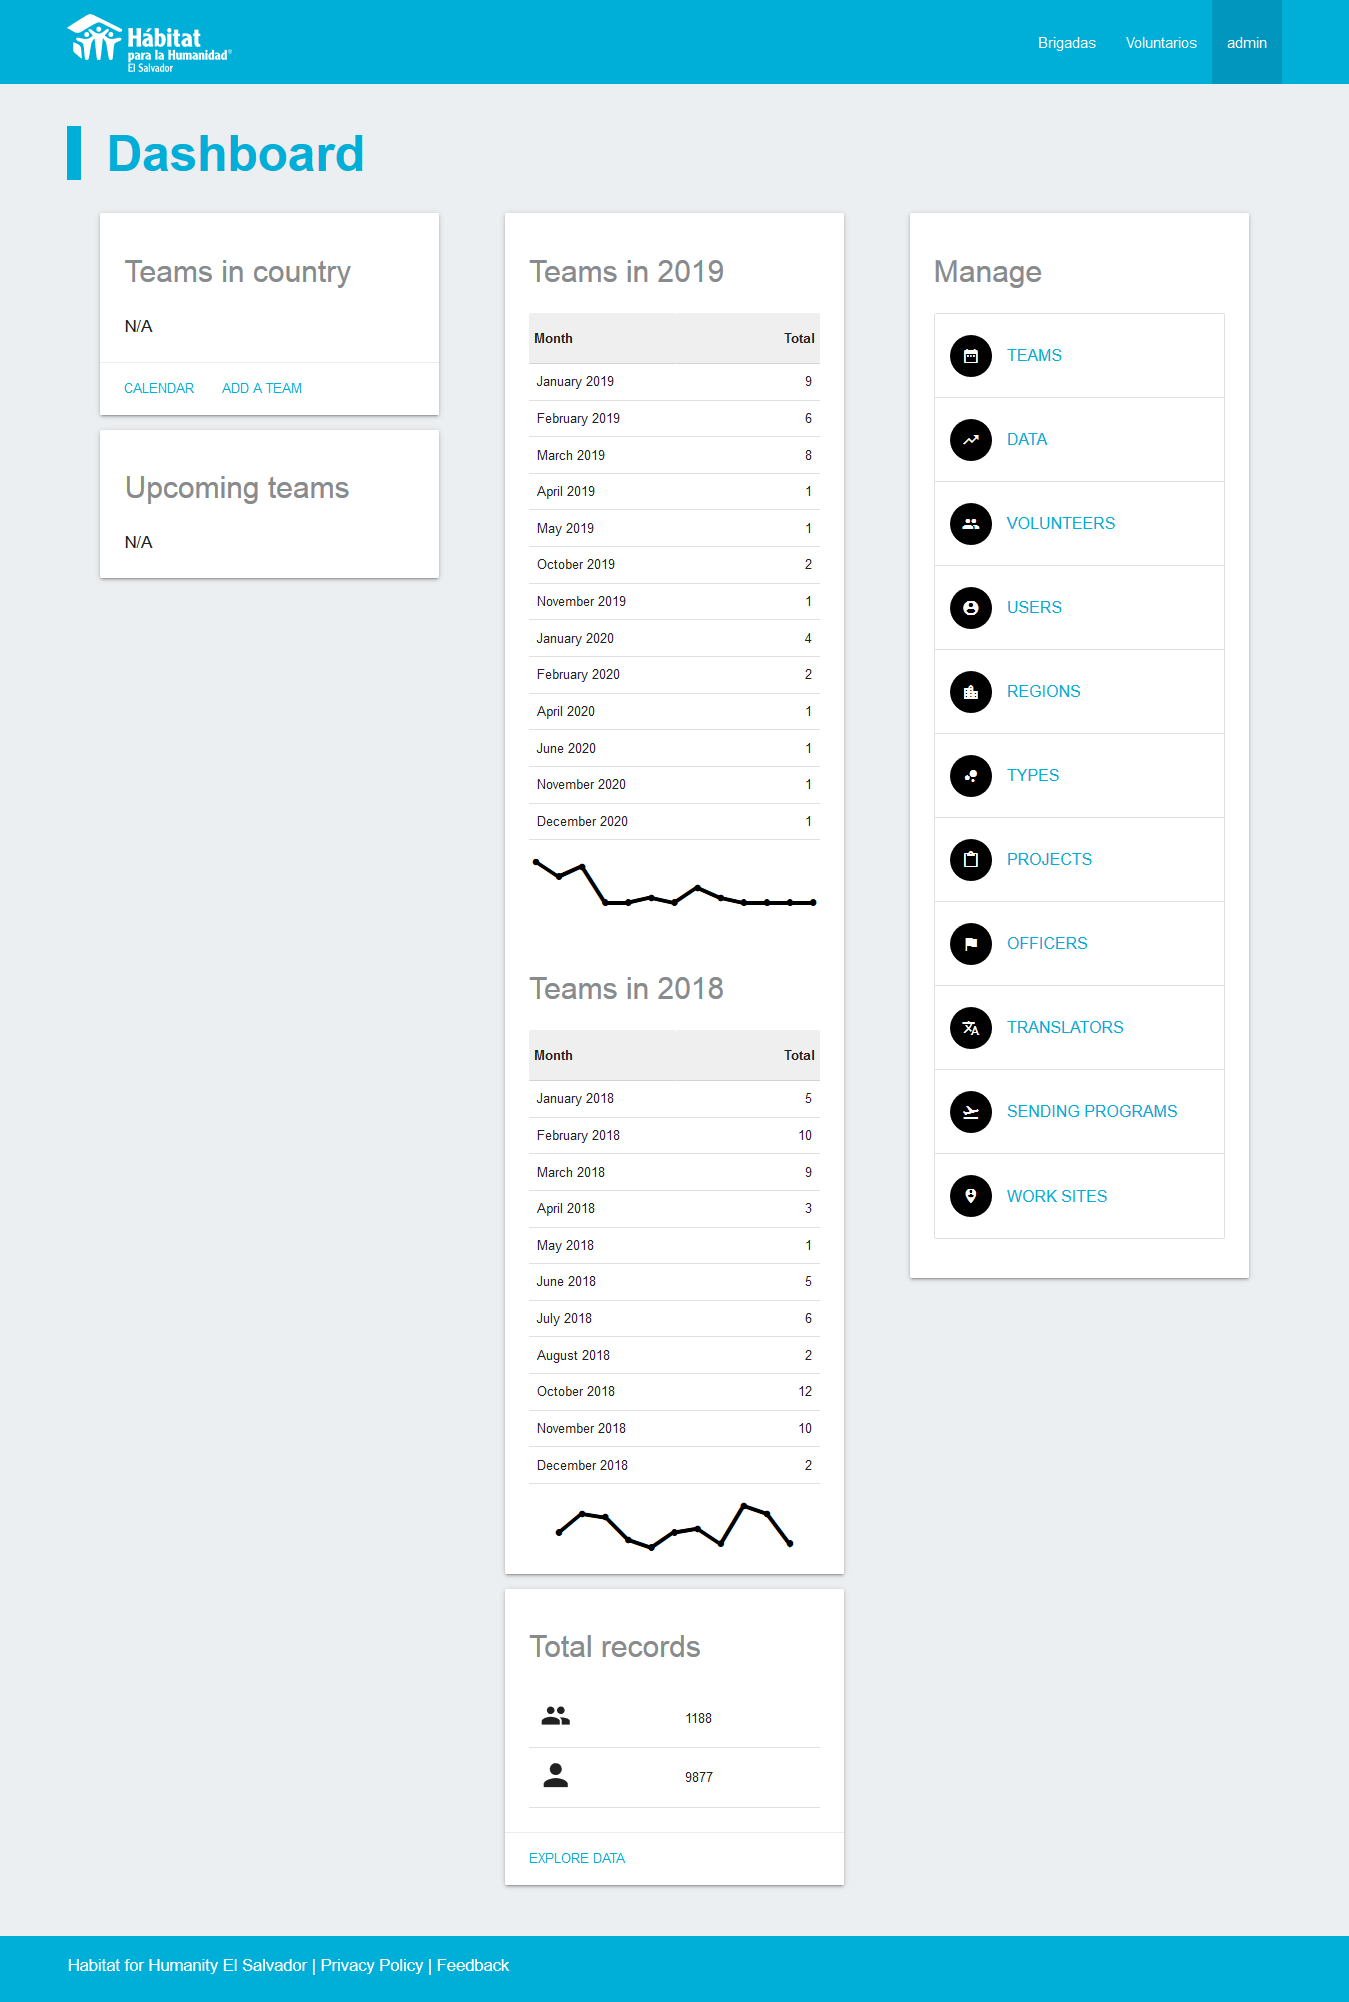 Hábitat
para la Humanidad®
El Salvador
Brigadas
Voluntarios
admin
Dashboard
Teams in country
N/A
CALENDAR
ADD A TEAM
Upcoming teams
N/A
Teams in 2019
Month Total
January 2019 9
February 2019 6
March 2019 8
April 2019 1
May 2019 1
October 2019 2
November 2019 1
January 2020 4
February 2020 2
April 2020 1
June 2020 1
November 2020 1
December 2020 1
Teams in 2018
Month Total
January 2018 5
February 2018 10
March 2018 9
April 2018 3
May 2018 1
June 2018 5
July 2018 6
August 2018 2
October 2018 12
November 2018 10
December 2018 2
Total records
1188
9877
EXPLORE DATA
Manage
TEAMS
DATA
VOLUNTEERS
USERS
REGIONS
TYPES
PROJECTS
OFFICERS
TRANSLATORS
SENDING PROGRAMS
WORK SITES
Habitat for Humanity El Salvador | Privacy Policy | Feedback